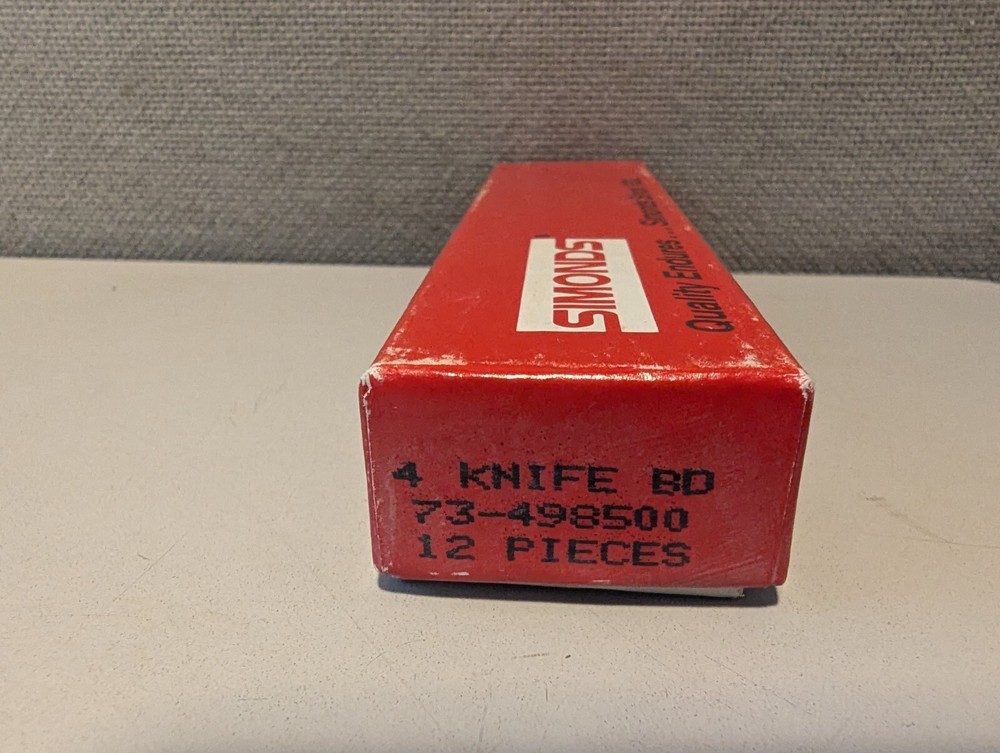 SIMONDS
Quality Endures...
4 KNIFE BD
73-498500
12 PIECES